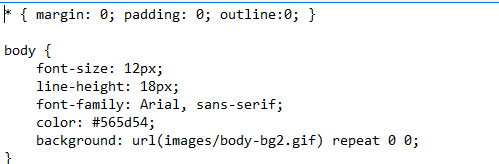 * { margin: 0; padding: 0; outline:0; }
body {
font-size: 12px;
line-height: 18px;
font-family: Arial, sans-serif;
color: #565d54;
background: url(images/body-bg2.gif) repeat 0 0;
}